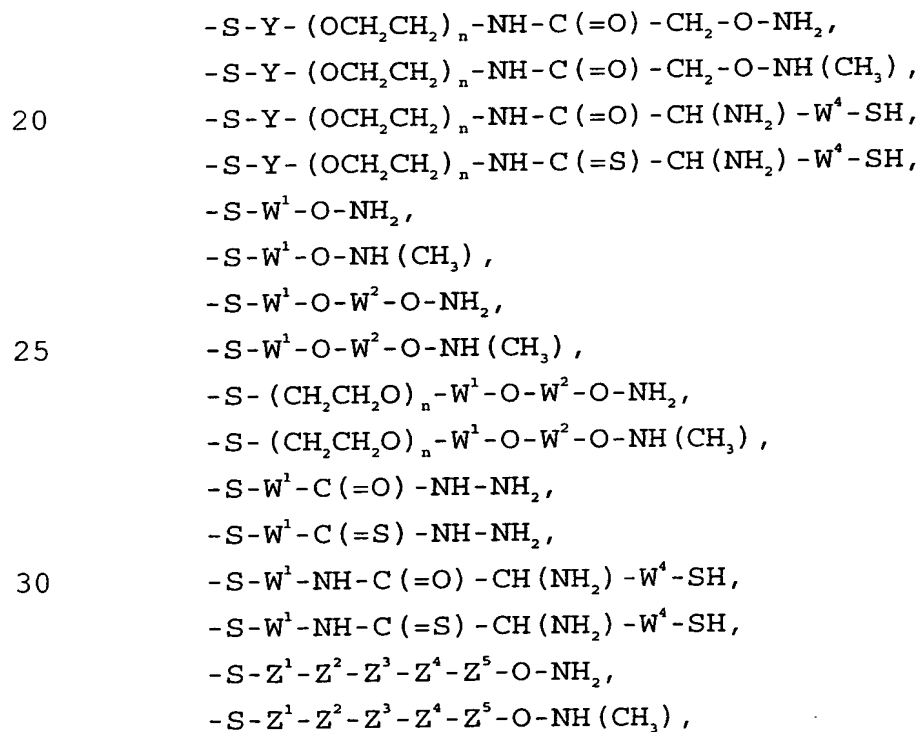 -S-Y-(OCH₂CH₂)ₙ-NH-C(=O)-CH₂-O-NH₂,
-S-Y-(OCH₂CH₂)ₙ-NH-C(=O)-CH₂-O-NH(CH₃),
20 -S-Y-(OCH₂CH₂)ₙ-NH-C(=O)-CH(NH₂)-W⁴-SH,
-S-Y-(OCH₂CH₂)ₙ-NH-C(=S)-CH(NH₂)-W⁴-SH,
-S-W¹-O-NH₂,
-S-W¹-O-NH(CH₃),
-S-W¹-O-W²-O-NH₂,
25 -S-W¹-O-W²-O-NH(CH₃),
-S-(CH₂CH₂O)ₙ-W¹-O-W²-O-NH₂,
-S-(CH₂CH₂O)ₙ-W¹-O-W²-O-NH(CH₃),
-S-W¹-C(=O)-NH-NH₂,
-S-W¹-C(=S)-NH-NH₂,
30 -S-W¹-NH-C(=O)-CH(NH₂)-W⁴-SH,
-S-W¹-NH-C(=S)-CH(NH₂)-W⁴-SH,
-S-Z¹-Z²-Z³-Z⁴-Z⁵-O-NH₂,
-S-Z¹-Z²-Z³-Z⁴-Z⁵-O-NH(CH₃),